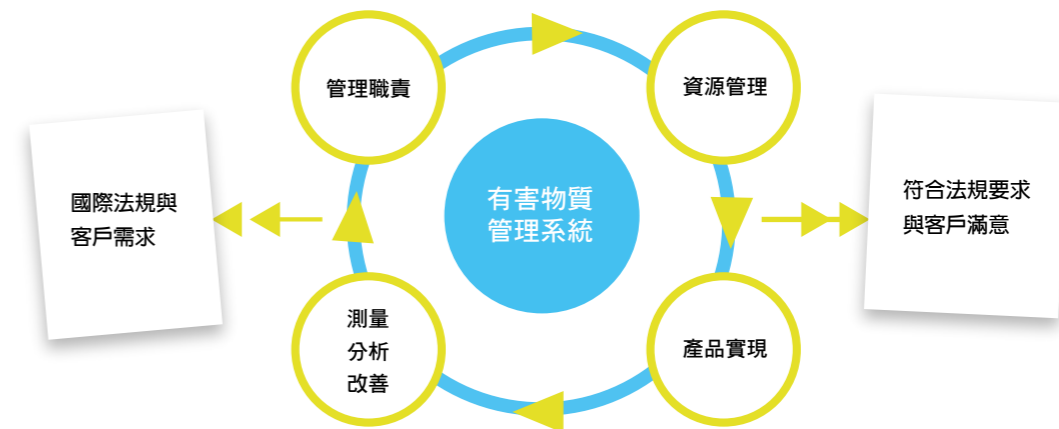 管理職責
資源管理
國際法規與
客戶需求
有害物質
管理系統
符合法規要求
與客戶滿意
測量
分析
改善
產品實現